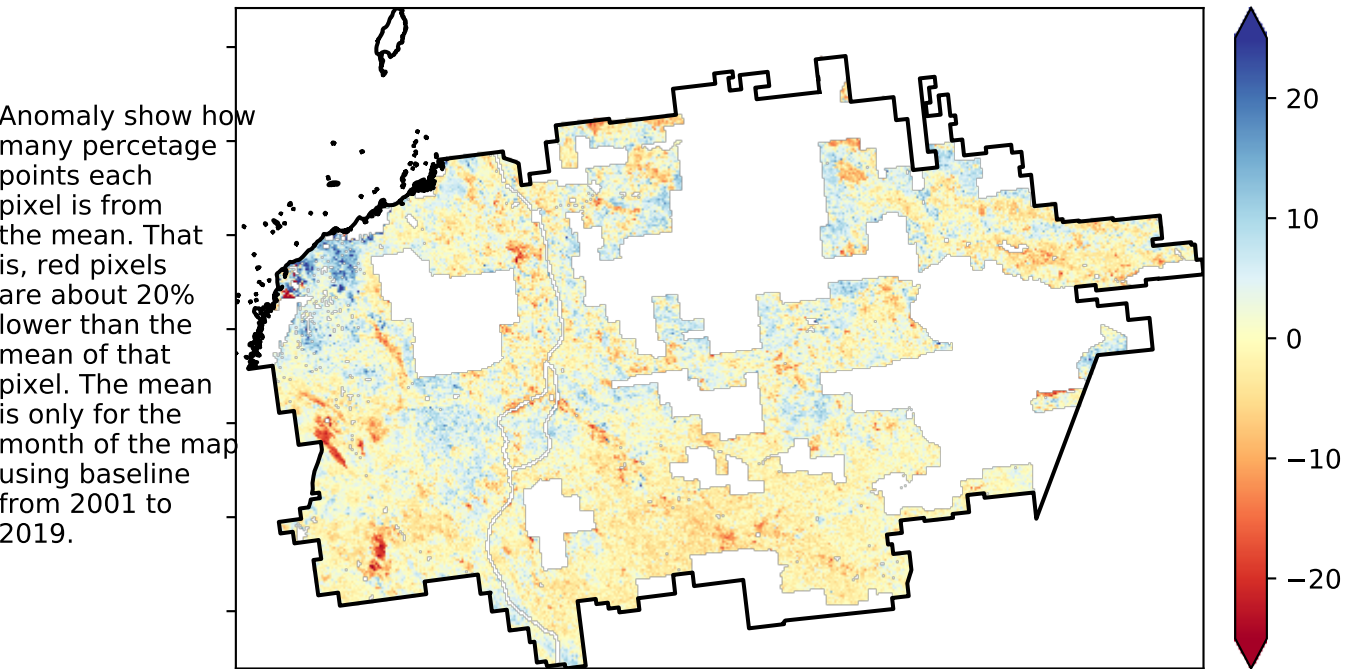 Anomaly show how
many percetage
points each
pixel is from
the mean. That
is, red pixels
are about 20%
lower than the
mean of that
pixel. The mean
is only for the
month of the map
using baseline
from 2001 to
2019.
20
10
0
−10
−20